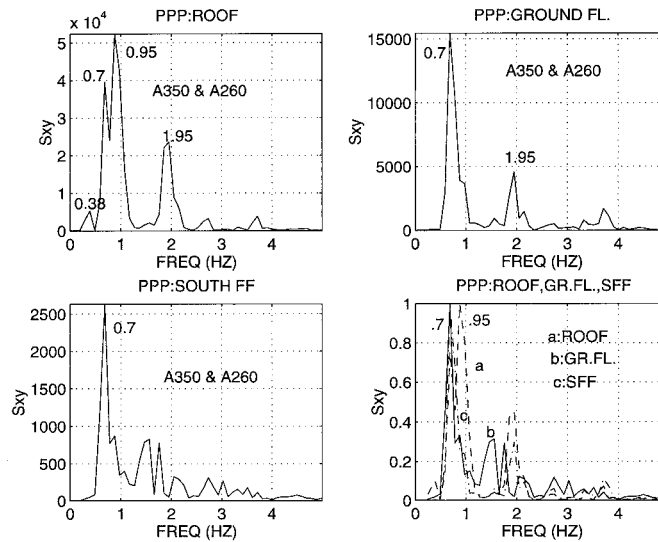 PPP:ROOF
x 10^4
5
4
3
2
1
0
Sxy
0.95
0.7
A350 & A260
1.95
0.38
0 1 2 3 4
FREQ (HZ)
PPP:GROUND FL.
15000
10000
5000
0
Sxy
0.7
A350 & A260
1.95
0 1 2 3 4
FREQ (HZ)
PPP:SOUTH FF
2500
2000
1500
1000
500
0
Sxy
0.7
A350 & A260
0 1 2 3 4
FREQ (HZ)
PPP:ROOF,GR.FL.,SFF
1
0.8
0.6
0.4
0.2
0
Sxy
.7
.95
a:ROOF
b:GR.FL.
c:SFF
a
c
b
0 1 2 3 4
FREQ (HZ)